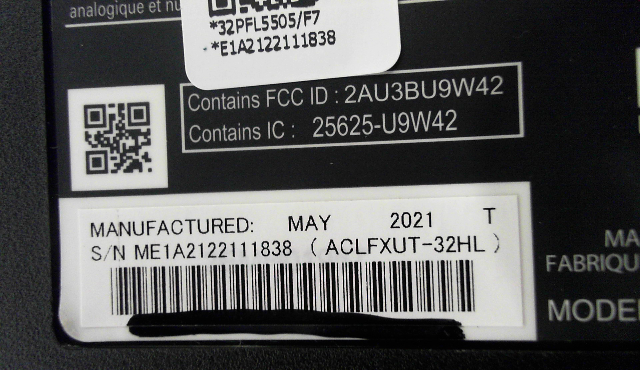 analogique et nu
*32PFL5505/F7
*E1A2122111838
Contains FCC ID : 2AU3BU9W42
Contains IC : 25625-U9W42
MANUFACTURED: MAY 2021 T
S/N ME1A2122111838 ( ACLFXUT-32HL )
MA
FABRIQU
MODE